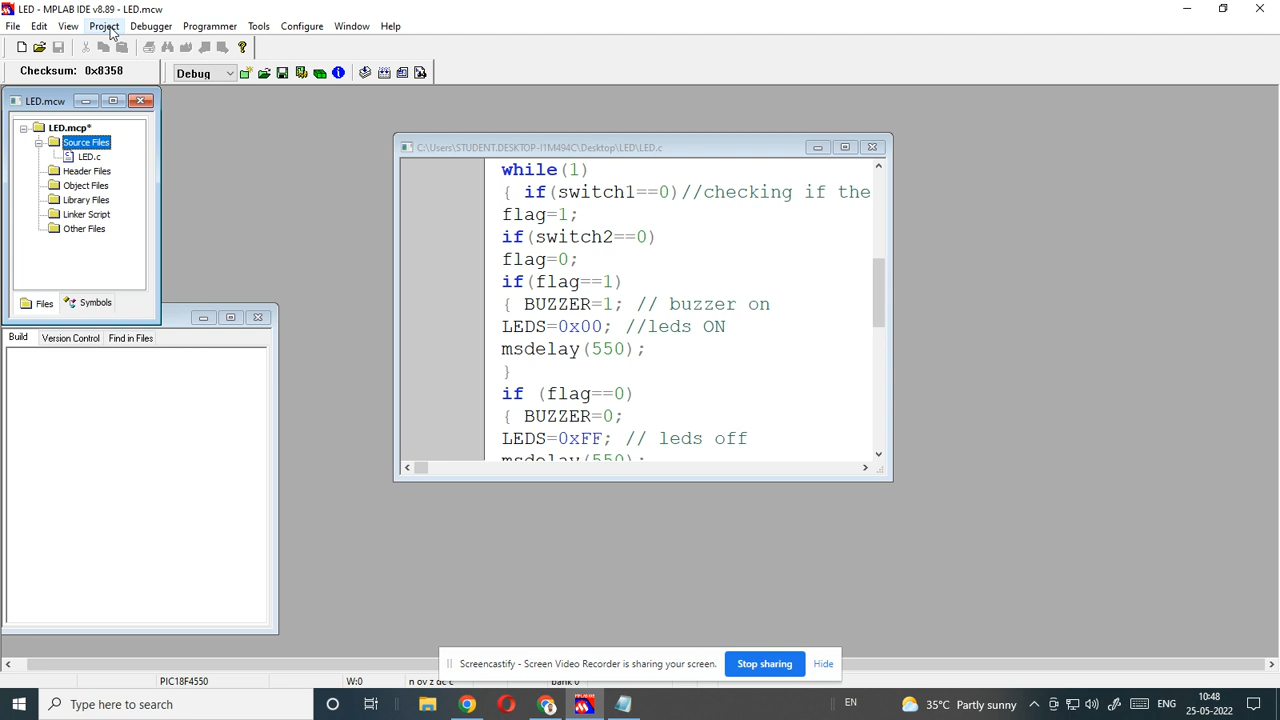 LED - MPLAB IDE v8.89 - LED.mcw
File Edit View Project Debugger Programmer Tools Configure Window Help
Checksum: 0x8358
Debug
LED.mcw
LED.mcp*
Source Files
LED.c
Header Files
Object Files
Library Files
Linker Script
Other Files
Files Symbols
Build Version Control Find in Files
C:\Users\STUDENT.DESKTOP-I1M494C\Desktop\LED\LED.c
while(1)
{ if(switch1==0)//checking if the
flag=1;
if(switch2==0)
flag=0;
if(flag==1)
{ BUZZER=1; // buzzer on
LEDS=0x00; //leds ON
msdelay(550);
}
if (flag==0)
{ BUZZER=0;
LEDS=0xFF; // leds off
msdelay(550);
Screencastify - Screen Video Recorder is sharing your screen. Stop sharing Hide
PIC18F4550 W:0 n ov z dc c bank 0
Type here to search
EN
35°C Partly sunny
ENG
10:48
25-05-2022